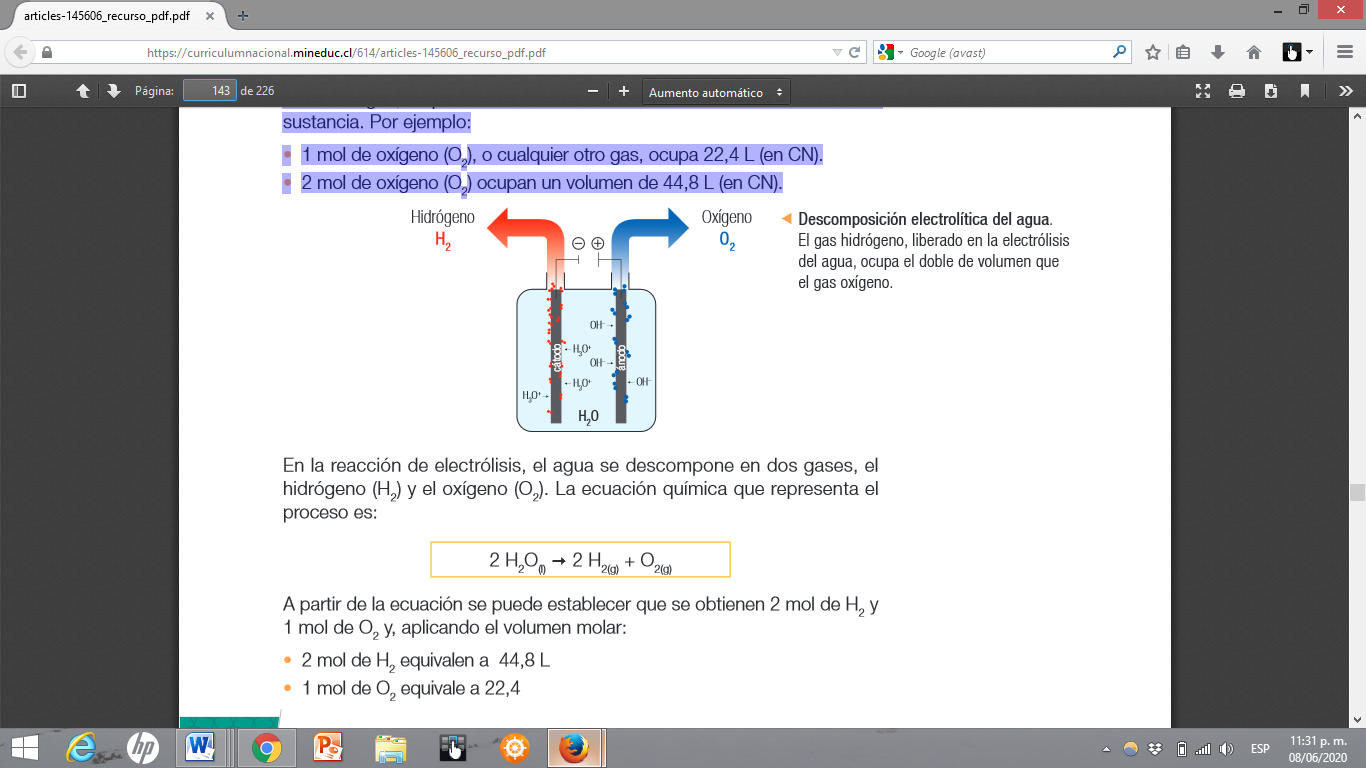 articles-145606_recurso_pdf.pdf
https://curriculumnacional.mineduc.cl/614/articles-145606_recurso_pdf.pdf
Google (avast)
Página: 143 de 226
Aumento automático
sustancia. Por ejemplo:
• 1 mol de oxígeno (O2), o cualquier otro gas, ocupa 22,4 L (en CN).
• 2 mol de oxígeno (O2) ocupan un volumen de 44,8 L (en CN).
Hidrógeno
H2
Oxígeno
O2
Descomposición electrolítica del agua.
El gas hidrógeno, liberado en la electrólisis
del agua, ocupa el doble de volumen que
el gas oxígeno.
OH⁻
H3O⁺
OH⁻
H3O⁺
OH⁻
H3O⁺
cátodo
ánodo
H2O
En la reacción de electrólisis, el agua se descompone en dos gases, el
hidrógeno (H2) y el oxígeno (O2). La ecuación química que representa el
proceso es:
2 H2O(l) → 2 H2(g) + O2(g)
A partir de la ecuación se puede establecer que se obtienen 2 mol de H2 y
1 mol de O2 y, aplicando el volumen molar:
• 2 mol de H2 equivalen a 44,8 L
• 1 mol de O2 equivale a 22,4
ESP
11:31 p. m.
08/06/2020